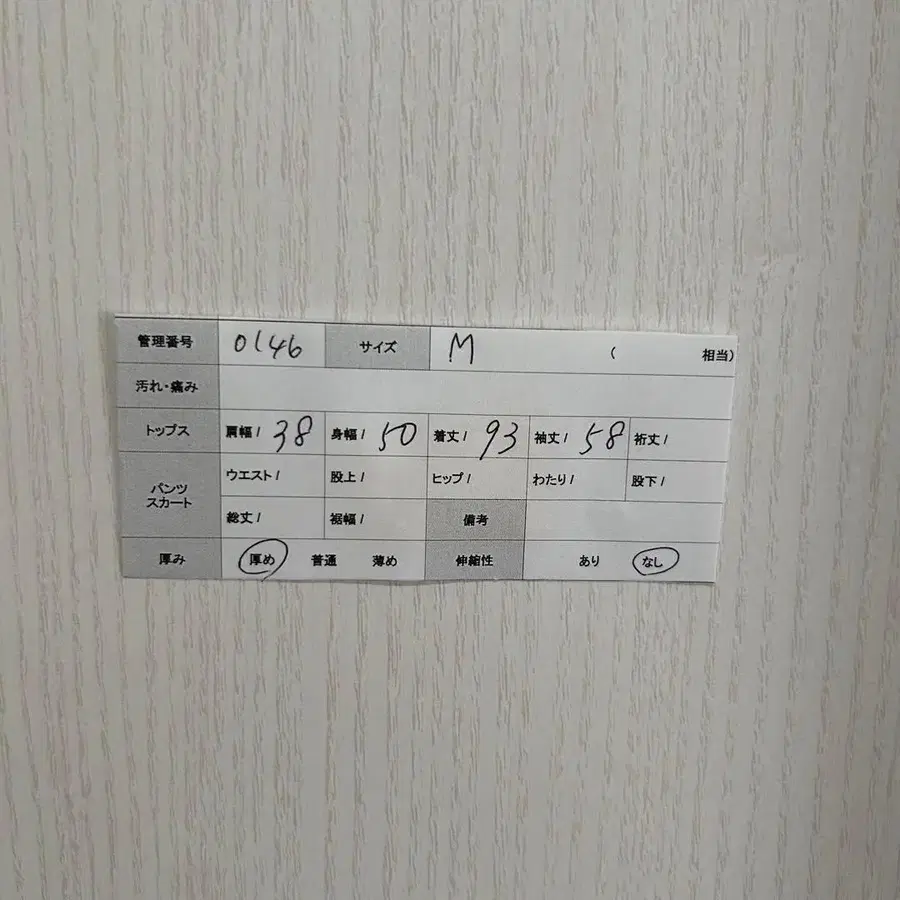 管理番号 0146 サイズ M ( 相当)
汚れ・痛み
トップス 肩幅/ 38 身幅/ 50 着丈/ 93 袖丈/ 58 裄丈/
パンツ スカート ウエスト/ 股上/ ヒップ/ わたり/ 股下/
総丈/ 裾幅/ 備考
厚み 厚め 普通 薄め 伸縮性 あり なし